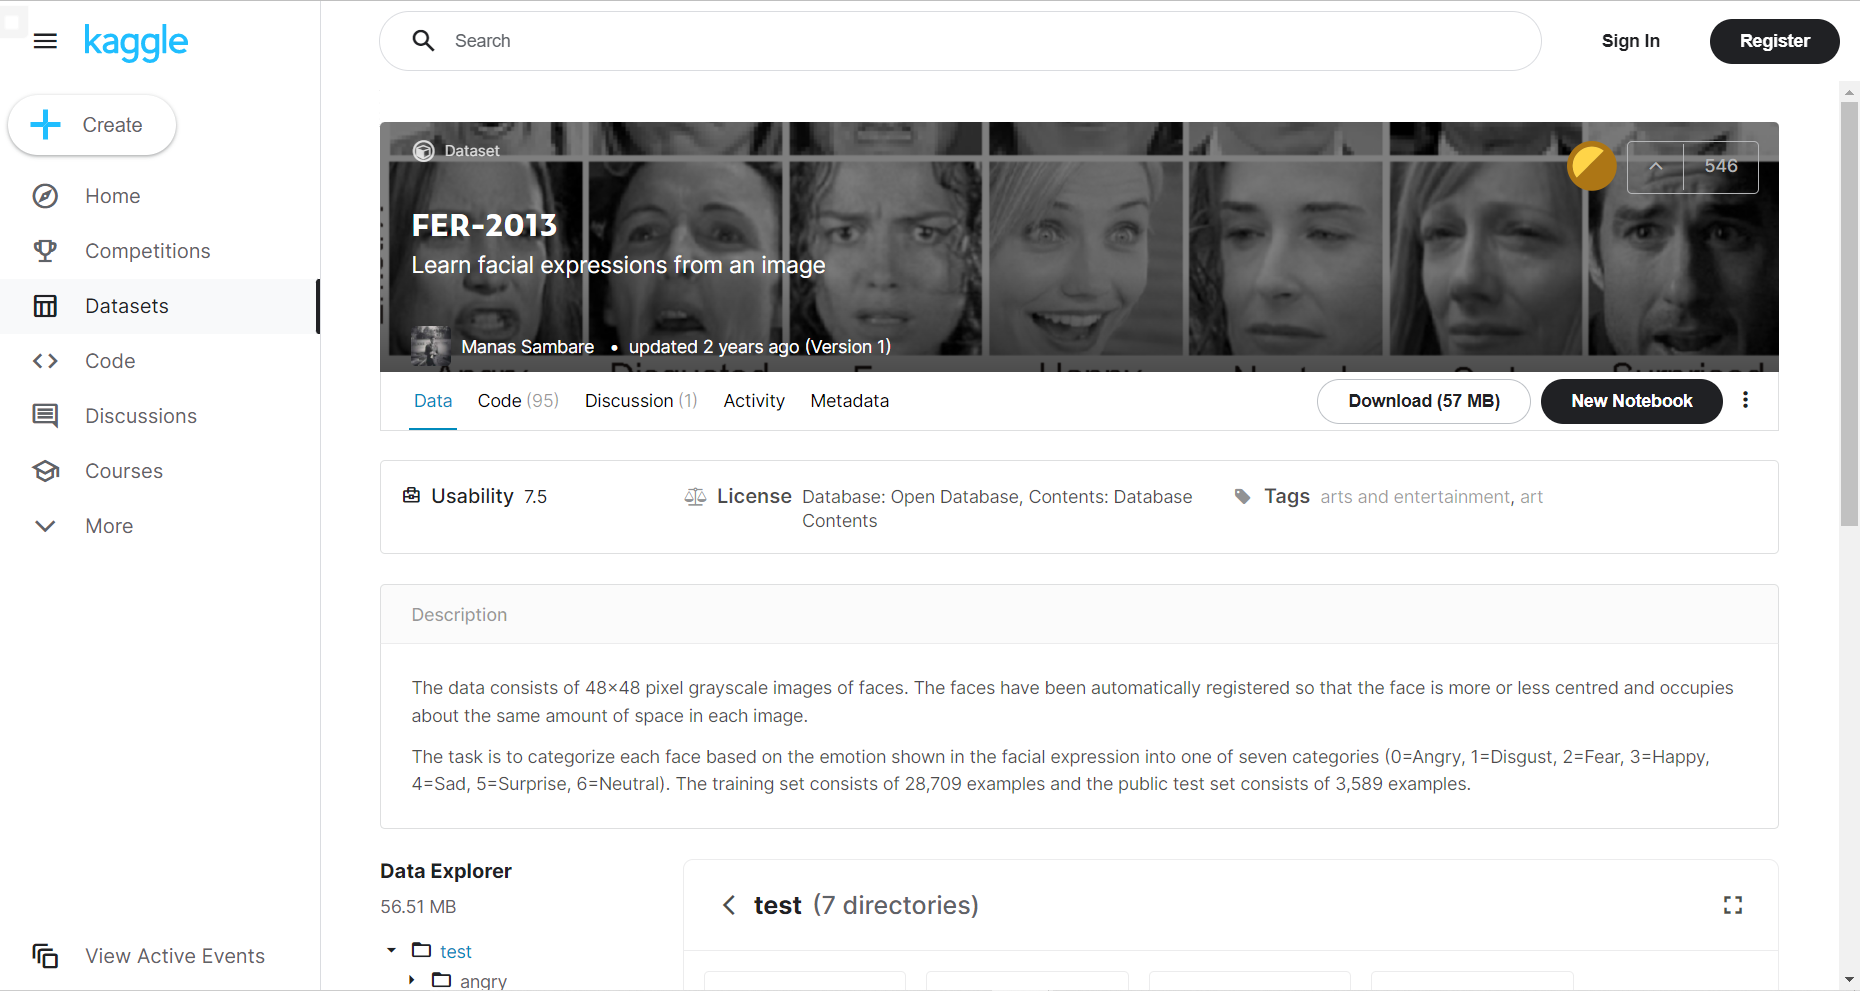 kaggle
Search
Sign In
Register
Create
Home
Competitions
Datasets
Code
Discussions
Courses
More
View Active Events
Dataset
546
FER-2013
Learn facial expressions from an image
Manas Sambare • updated 2 years ago (Version 1)
Angry Disgusted Happy Neutral Surprised
Data Code (95) Discussion (1) Activity Metadata
Download (57 MB)
New Notebook
Usability 7.5
License Database: Open Database, Contents: Database
Contents
Tags arts and entertainment, art
Description
The data consists of 48x48 pixel grayscale images of faces. The faces have been automatically registered so that the face is more or less centred and occupies
about the same amount of space in each image.
The task is to categorize each face based on the emotion shown in the facial expression into one of seven categories (0=Angry, 1=Disgust, 2=Fear, 3=Happy,
4=Sad, 5=Surprise, 6=Neutral). The training set consists of 28,709 examples and the public test set consists of 3,589 examples.
Data Explorer
56.51 MB
test
angry
test (7 directories)